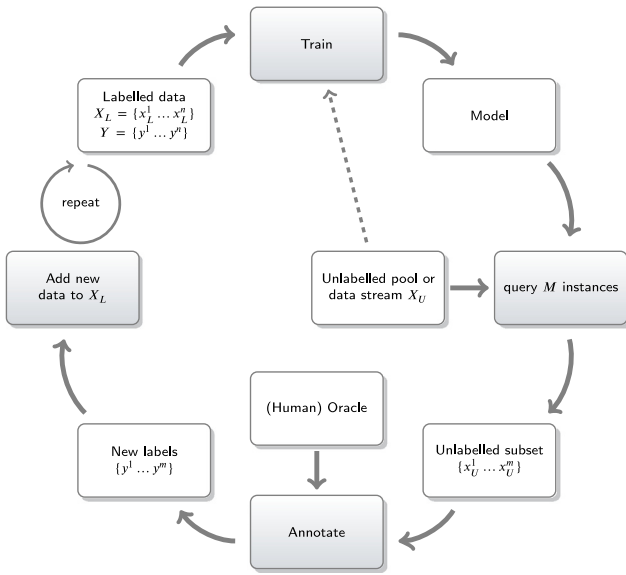 Train
Labelled data
X_L = {x_L^1 … x_L^n}
Y = {y^1 … y^n}
Model
repeat
Add new
data to X_L
Unlabelled pool or
data stream X_U
query M instances
(Human) Oracle
New labels
{y^1 … y^m}
Unlabelled subset
{x_U^1 … x_U^m}
Annotate